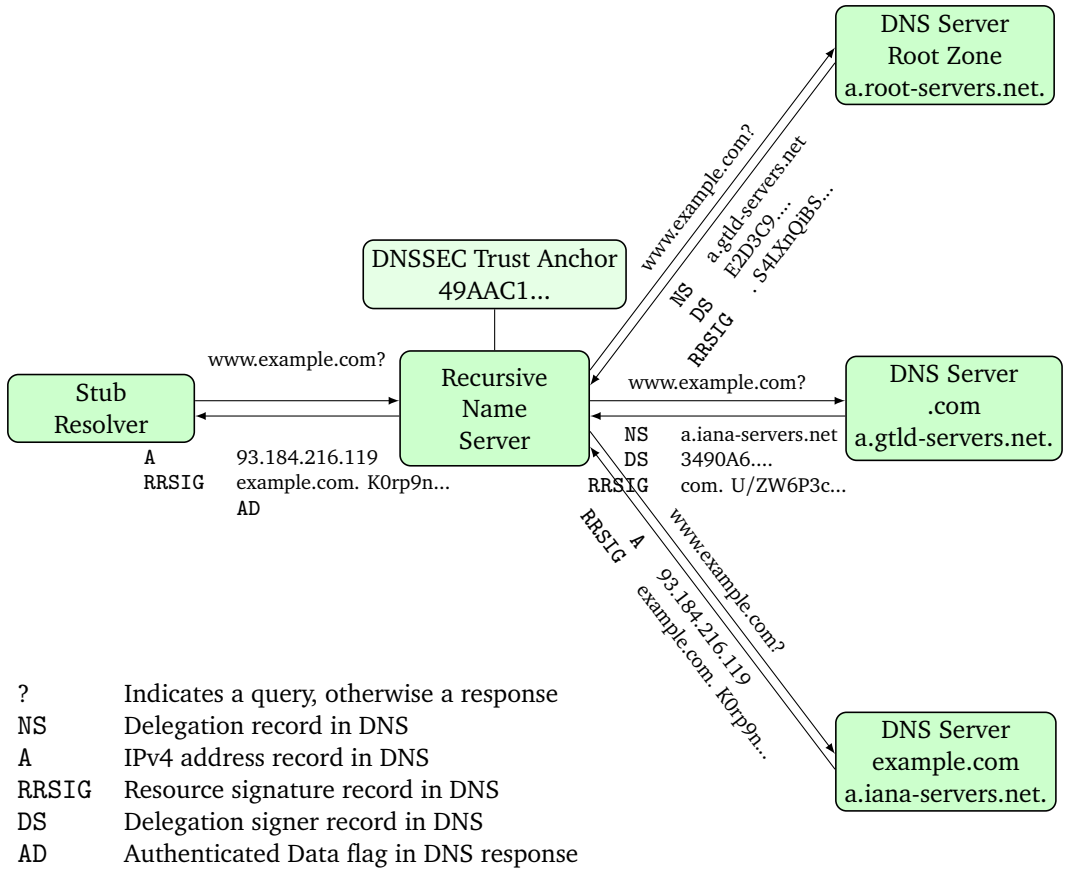 DNS Server
Root Zone
a.root-servers.net.
www.example.com?
NS a.gtld-servers.net
DS E2D3C9....
RRSIG . S4LXnQiBS...
DNSSEC Trust Anchor
49AAC1...
Stub
Resolver
www.example.com?
A 93.184.216.119
RRSIG example.com. K0rp9n...
AD
Recursive
Name
Server
www.example.com?
NS a.iana-servers.net
DS 3490A6....
RRSIG com. U/ZW6P3c...
DNS Server
.com
a.gtld-servers.net.
www.example.com?
A 93.184.216.119
RRSIG example.com. K0rp9n...
DNS Server
example.com
a.iana-servers.net.
? Indicates a query, otherwise a response
NS Delegation record in DNS
A IPv4 address record in DNS
RRSIG Resource signature record in DNS
DS Delegation signer record in DNS
AD Authenticated Data flag in DNS response